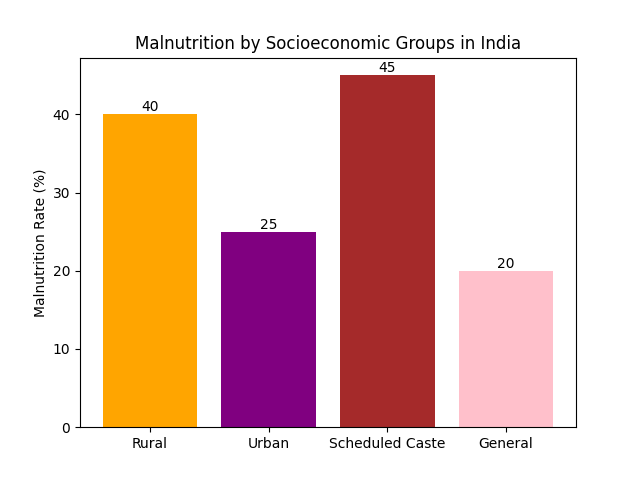 Malnutrition by Socioeconomic Groups in India
Malnutrition Rate (%)
40
30
20
10
0
40
25
45
20
Rural
Urban
Scheduled Caste
General